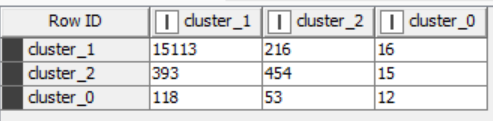 Row ID I cluster_1 I cluster_2 I cluster_0
cluster_1 15113 216 16
cluster_2 393 454 15
cluster_0 118 53 12